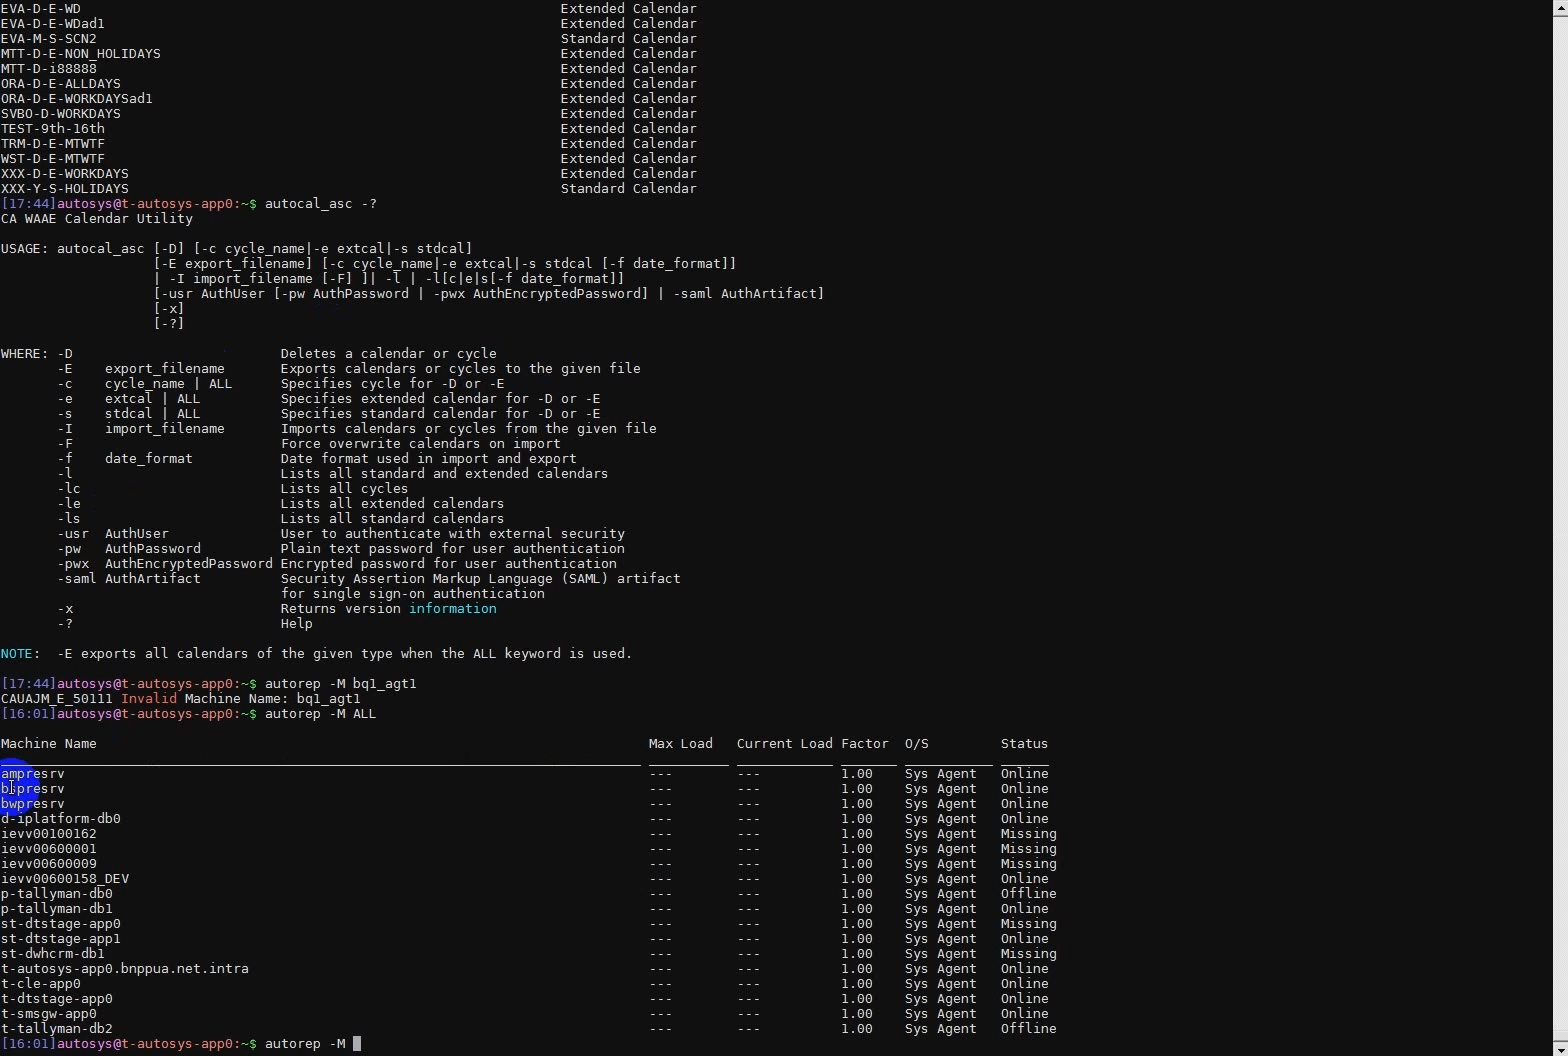 EVA-D-E-WD Extended Calendar
EVA-D-E-WDad1 Extended Calendar
EVA-M-S-SCN2 Standard Calendar
MTT-D-E-NON_HOLIDAYS Extended Calendar
MTT-D-i88888 Extended Calendar
ORA-D-E-ALLDAYS Extended Calendar
ORA-D-E-WORKDAYSad1 Extended Calendar
SVBO-D-WORKDAYS Extended Calendar
TEST-9th-16th Extended Calendar
TRM-D-E-MTWTF Extended Calendar
WST-D-E-MTWTF Extended Calendar
XXX-D-E-WORKDAYS Extended Calendar
XXX-Y-S-HOLIDAYS Standard Calendar
[17:44]autosys@t-autosys-app0:~$ autocal_asc -?
CA WAAE Calendar Utility
USAGE: autocal_asc [-D] [-c cycle_name|-e extcal|-s stdcal]
[-E export_filename] [-c cycle_name|-e extcal|-s stdcal [-f date_format]]
| -I import_filename [-F] ]| -l | -l[c|e|s[-f date_format]]
[-usr AuthUser [-pw AuthPassword | -pwx AuthEncryptedPassword] | -saml AuthArtifact]
[-x]
[-?]
WHERE: -D Deletes a calendar or cycle
-E export_filename Exports calendars or cycles to the given file
-c cycle_name | ALL Specifies cycle for -D or -E
-e extcal | ALL Specifies extended calendar for -D or -E
-s stdcal | ALL Specifies standard calendar for -D or -E
-I import_filename Imports calendars or cycles from the given file
-F Force overwrite calendars on import
-f date_format Date format used in import and export
-l Lists all standard and extended calendars
-lc Lists all cycles
-le Lists all extended calendars
-ls Lists all standard calendars
-usr AuthUser User to authenticate with external security
-pw AuthPassword Plain text password for user authentication
-pwx AuthEncryptedPassword Encrypted password for user authentication
-saml AuthArtifact Security Assertion Markup Language (SAML) artifact
for single sign-on authentication
-x Returns version information
-? Help
NOTE: -E exports all calendars of the given type when the ALL keyword is used.
[17:44]autosys@t-autosys-app0:~$ autorep -M bq1_agt1
CAUAJM_E_50111 Invalid Machine Name: bq1_agt1
[16:01]autosys@t-autosys-app0:~$ autorep -M ALL
Machine Name Max Load Current Load Factor O/S Status
ampresrv --- --- 1.00 Sys Agent Online
bspresrv --- --- 1.00 Sys Agent Online
bwpresrv --- --- 1.00 Sys Agent Online
d-iplatform-db0 --- --- 1.00 Sys Agent Online
ievv00100162 --- --- 1.00 Sys Agent Missing
ievv00600001 --- --- 1.00 Sys Agent Missing
ievv00600009 --- --- 1.00 Sys Agent Missing
ievv00600158_DEV --- --- 1.00 Sys Agent Online
p-tallyman-db0 --- --- 1.00 Sys Agent Offline
p-tallyman-db1 --- --- 1.00 Sys Agent Online
st-dtstage-app0 --- --- 1.00 Sys Agent Missing
st-dtstage-app1 --- --- 1.00 Sys Agent Online
st-dwhcrm-db1 --- --- 1.00 Sys Agent Missing
t-autosys-app0.bnppua.net.intra --- --- 1.00 Sys Agent Online
t-cle-app0 --- --- 1.00 Sys Agent Online
t-dtstage-app0 --- --- 1.00 Sys Agent Online
t-smsgw-app0 --- --- 1.00 Sys Agent Online
t-tallyman-db2 --- --- 1.00 Sys Agent Offline
[16:01]autosys@t-autosys-app0:~$ autorep -M